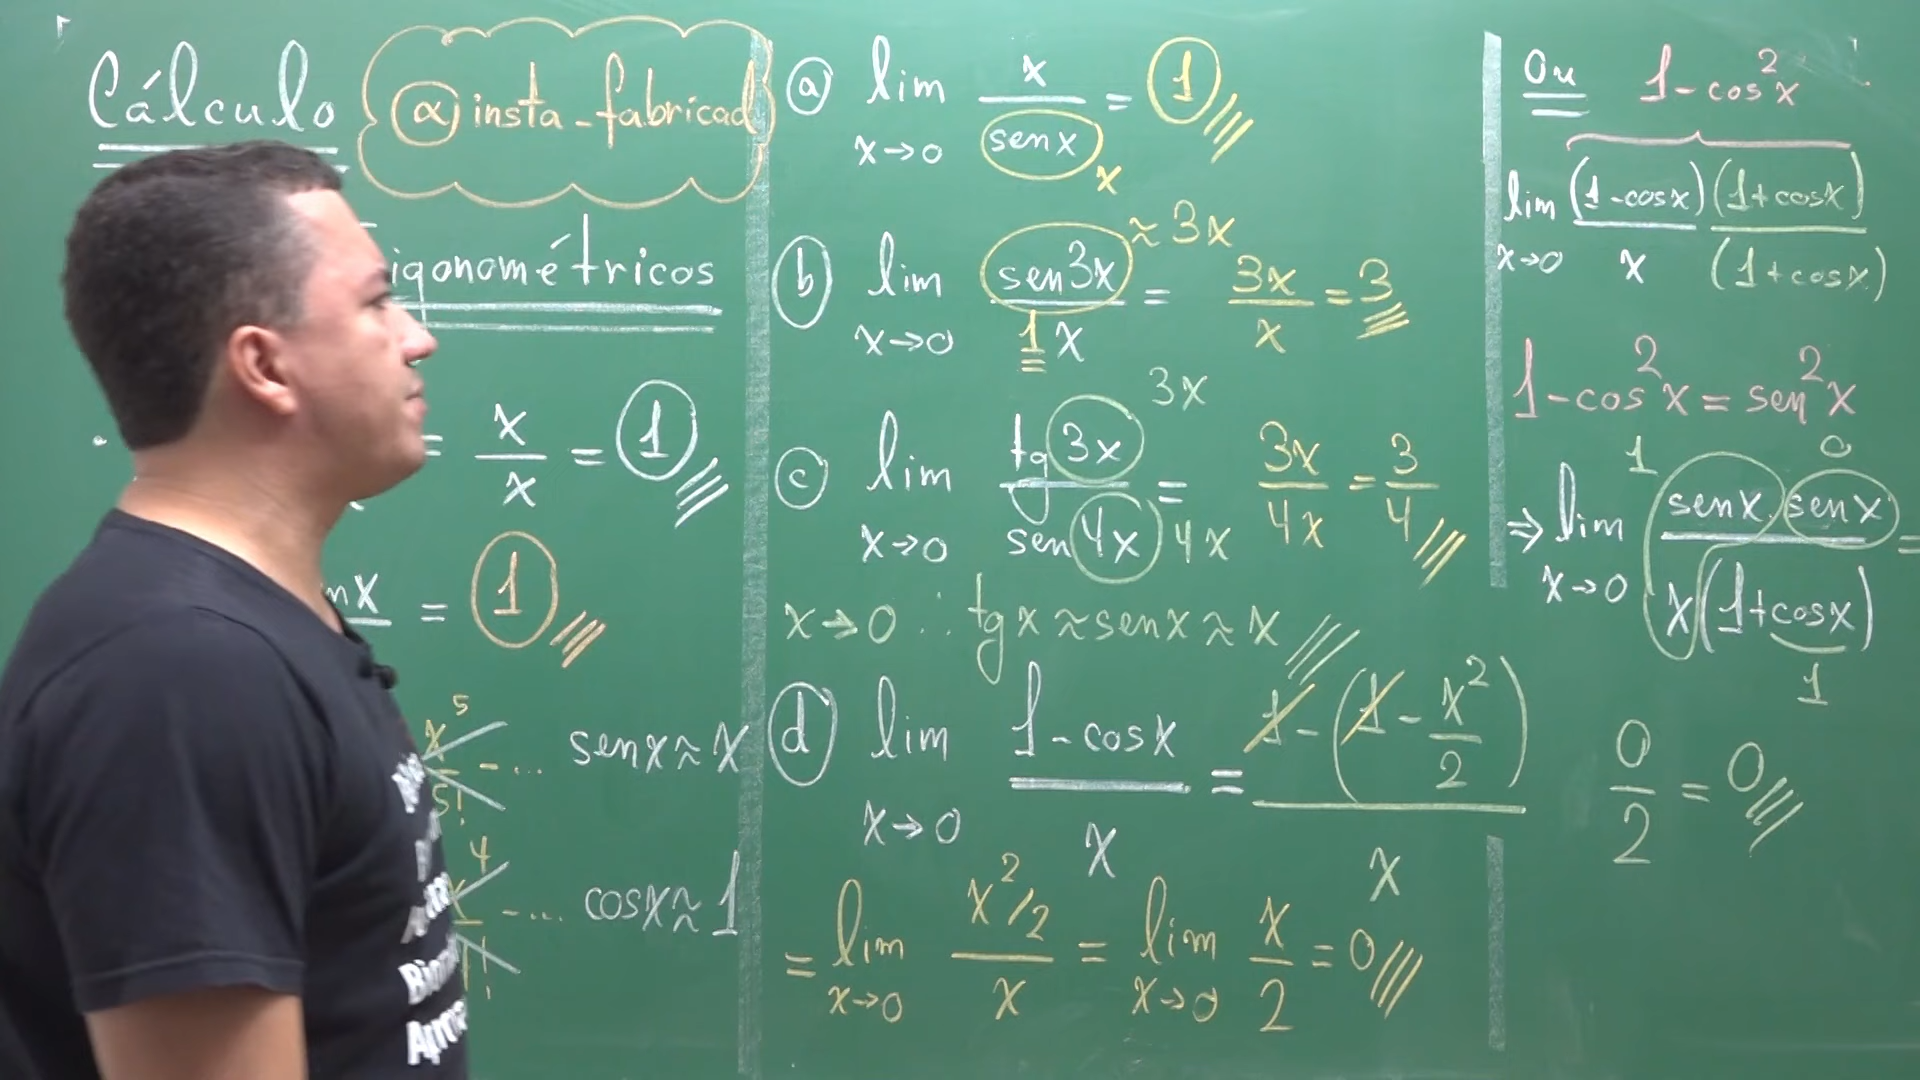 Cálculo
@insta_fabricad
igonométricos
= x/x = 1
nx = 1
x^5/5! - ... senx ≈ x
4 - ... cosx ≈ 1
a) lim x→0 x/senx = 1
x
b) lim x→0 sen3x/1x = 3x/x = 3
≈ 3x
3x
c) lim x→0 tg3x/sen4x = 3x/4x = 3/4
4x
x→0 ∴ tgx ≈ senx ≈ x
d) lim x→0 1-cosx/x = 1-(1-x²/2)/x
= lim x→0 x²/2/x = lim x→0 x/2 = 0
Ou 1-cos²x
lim x→0 (1-cosx)/x (1+cosx)/(1+cosx)
1-cos²x = sen²x
1 0
⇒ lim x→0 senx.senx/x(1+cosx) =
1
0/2 = 0